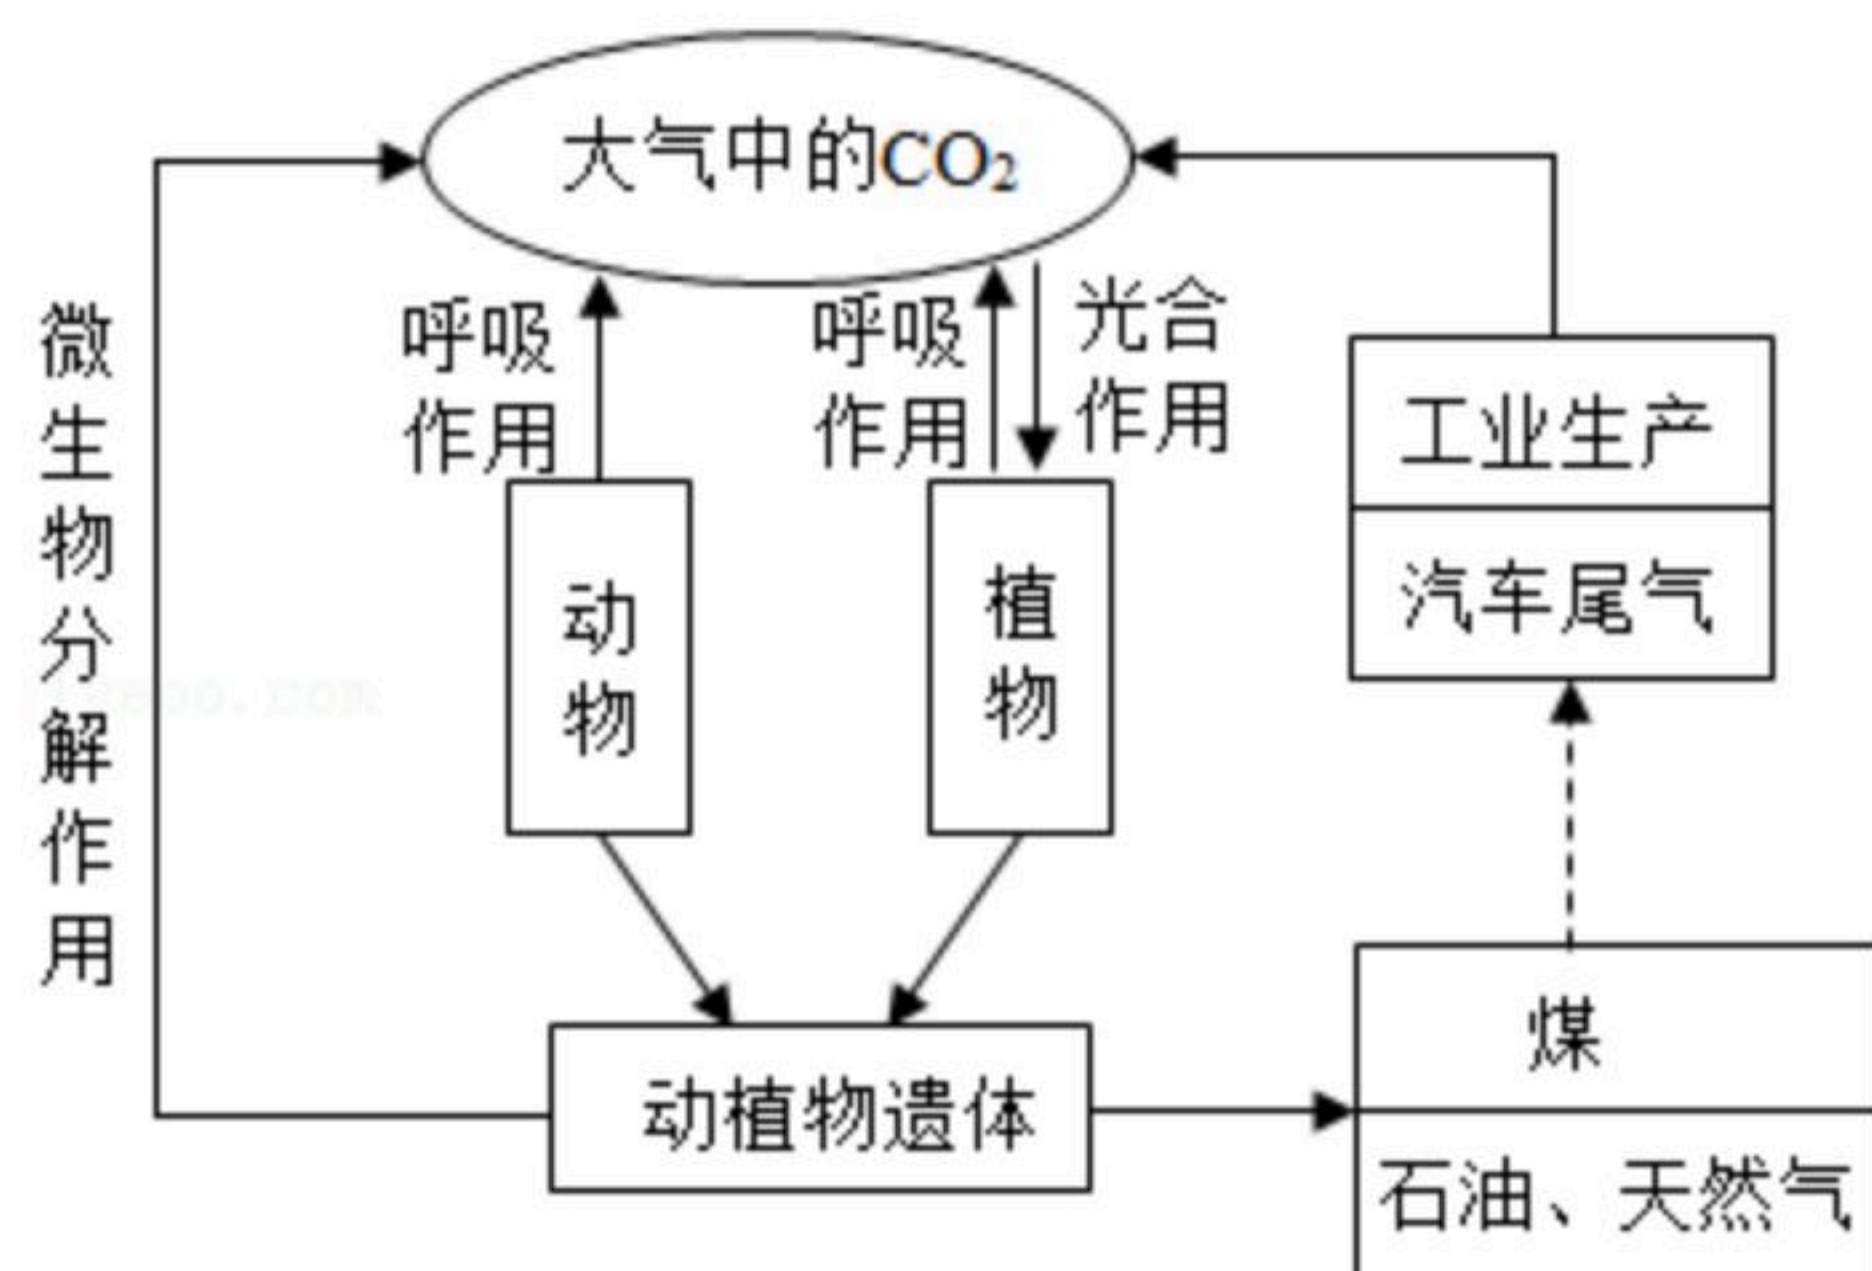 大气中的CO₂
微生物分解作用
呼吸
作用
呼吸
作用
光合
作用
工业生产
汽车尾气
动物
植物
煤
动植物遗体
石油、天然气